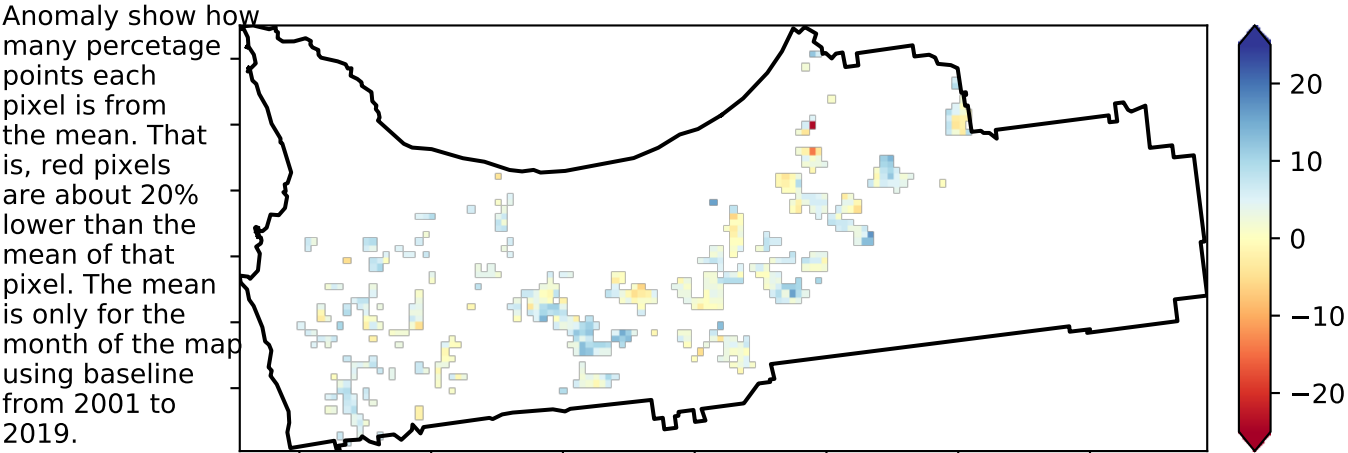 Anomaly show how
many percetage
points each
pixel is from
the mean. That
is, red pixels
are about 20%
lower than the
mean of that
pixel. The mean
is only for the
month of the map
using baseline
from 2001 to
2019.
20
10
0
−10
−20